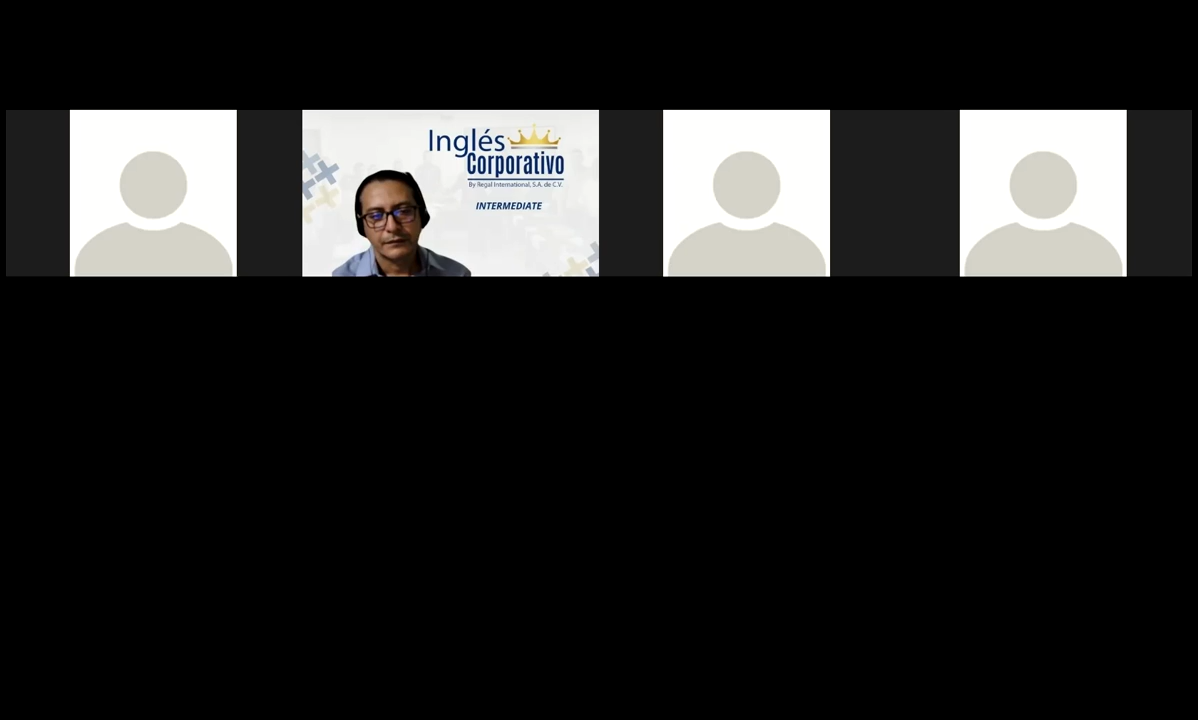 Inglés
Corporativo
By Regal International, S.A. de C.V.
INTERMEDIATE